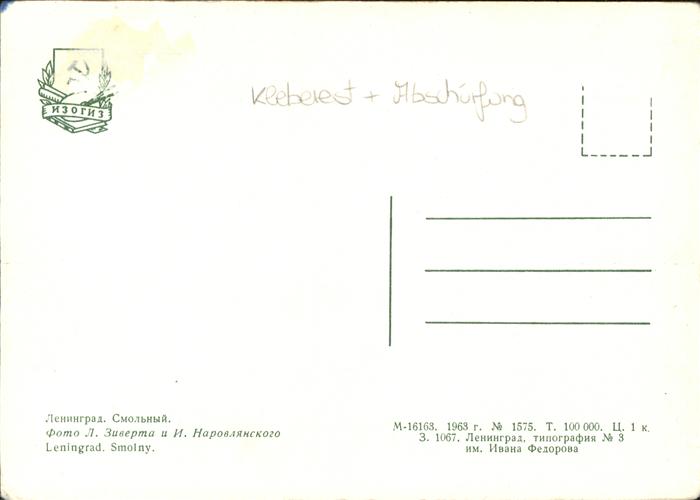 ИЗОГИЗ
Kleberest + Abschürfung
Ленинград. Смольный.
Фото Л. Зиверта и И. Наровлянского
Leningrad. Smolny.
М-16163. 1963 г. № 1575. Т. 100 000. Ц. 1 к.
З. 1067. Ленинград, типография № 3
им. Ивана Федорова